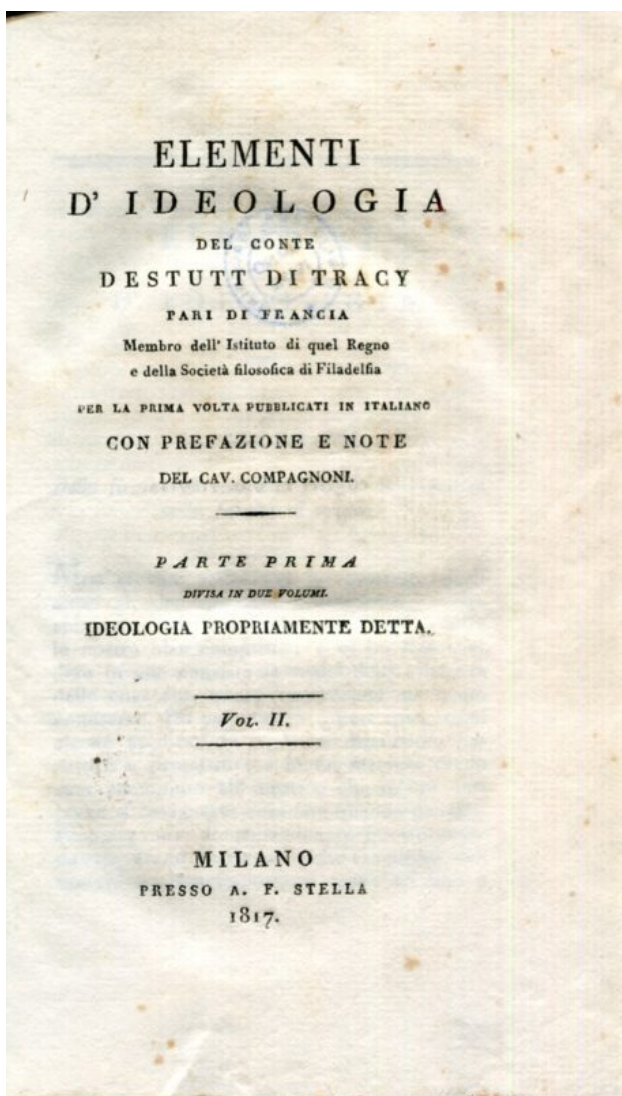 ELEMENTI
D' IDEOLOGIA
DEL CONTE
DESTUTT DI TRACY
PARI DI FRANCIA
Membro dell' Istituto di quel Regno
e della Società filosofica di Filadelfia
PER LA PRIMA VOLTA PUBBLICATI IN ITALIANO
CON PREFAZIONE E NOTE
DEL CAV. COMPAGNONI.
PARTE PRIMA
DIVISA IN DUE VOLUMI.
IDEOLOGIA PROPRIAMENTE DETTA.
VOL. II.
MILANO
PRESSO A. F. STELLA
1817.